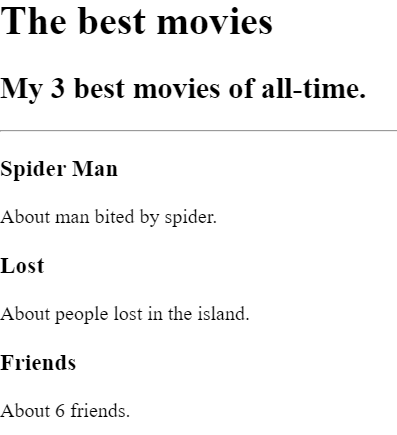 The best movies
My 3 best movies of all-time.
Spider Man
About man bited by spider.
Lost
About people lost in the island.
Friends
About 6 friends.